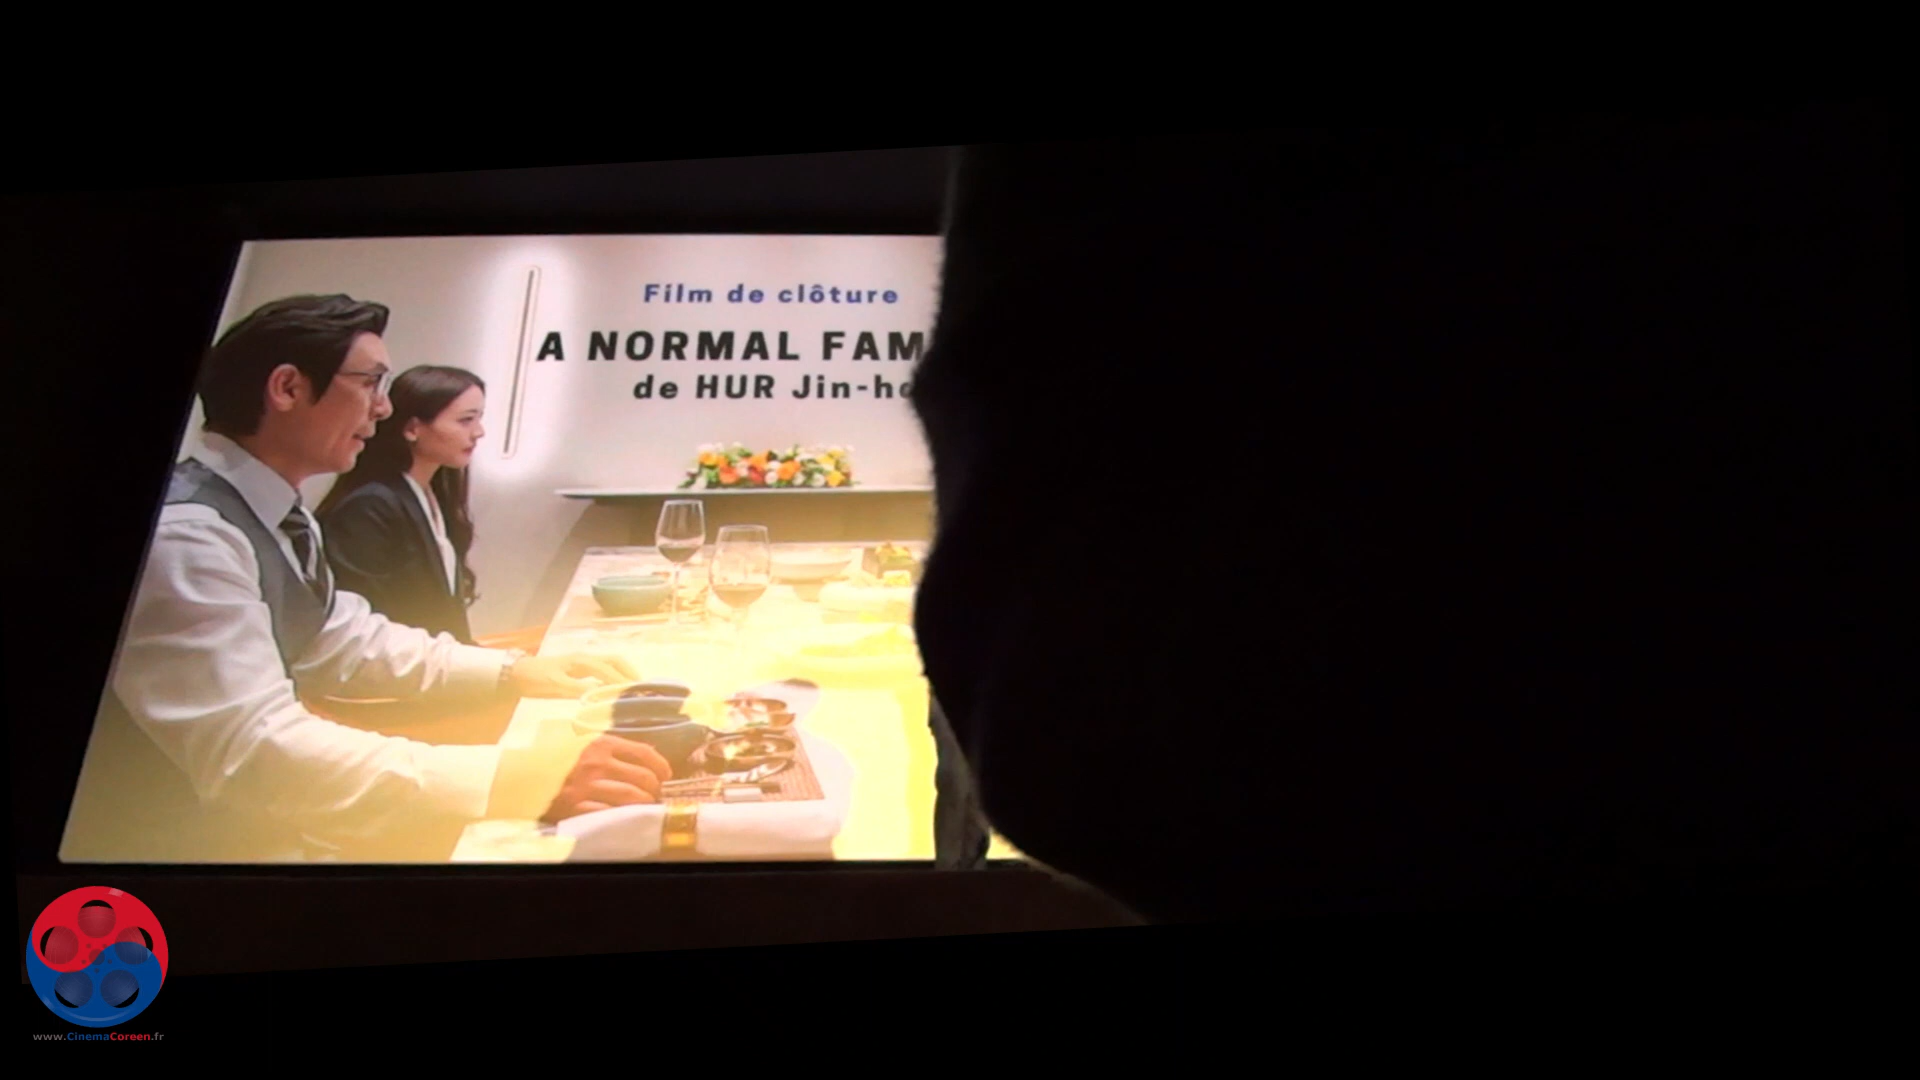 Film de clôture
A NORMAL FAM
de HUR Jin-ho
www.CinemaCoreen.fr